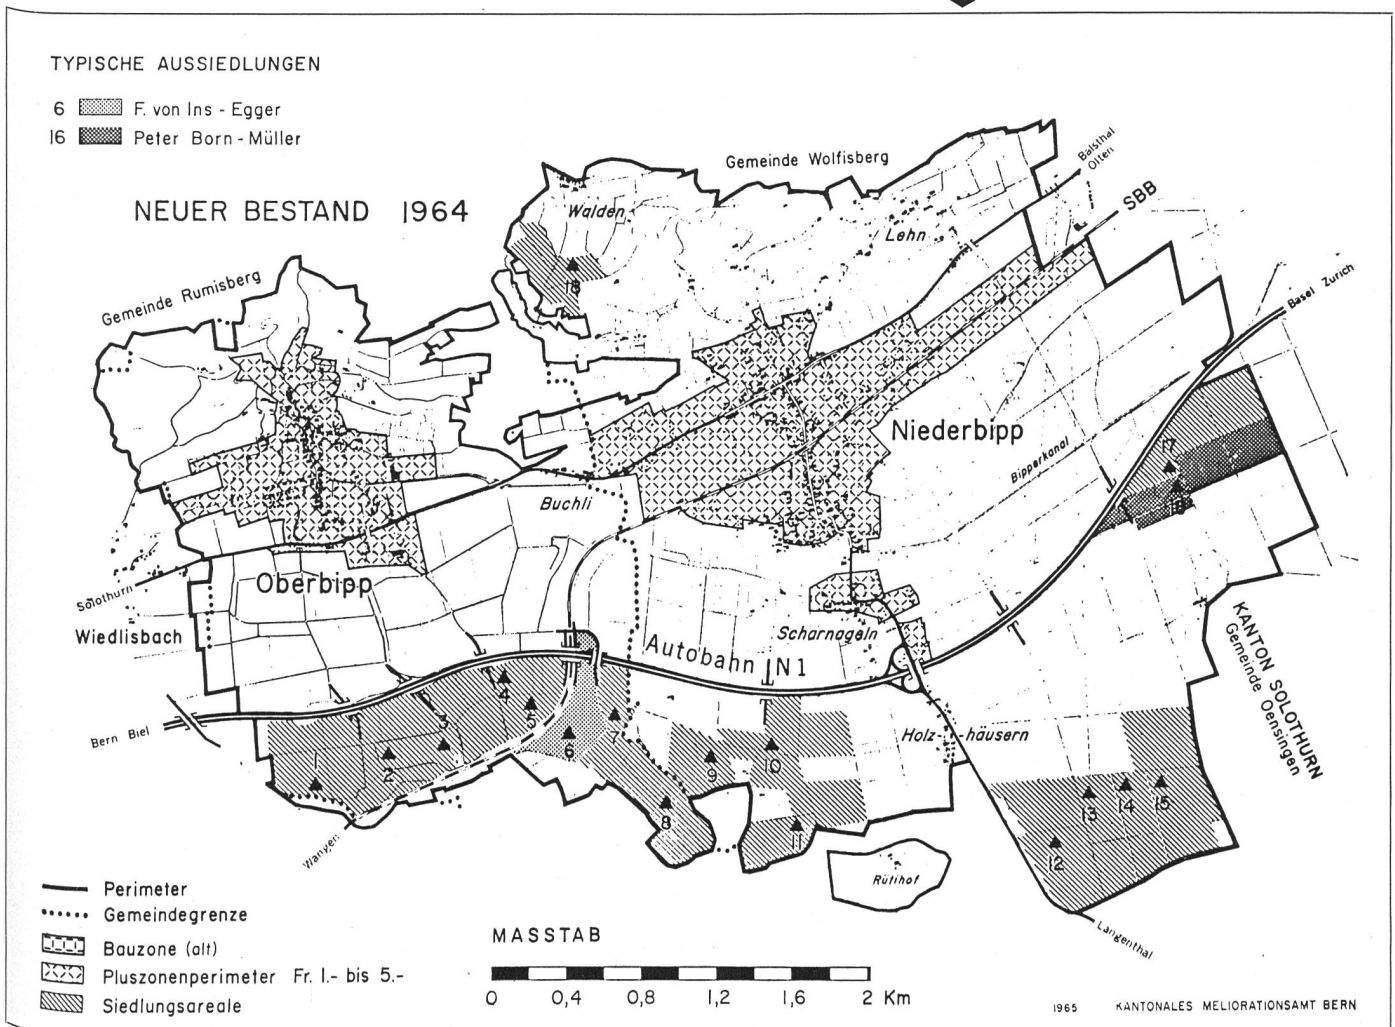 TYPISCHE AUSSIEDLUNGEN
6 F. von Ins - Egger
16 Peter Born - Müller
NEUER BESTAND 1964
Gemeinde Wolfisberg
Bälsthal
Olten
SBB
Walden
Lehn
18
Gemeinde Rumisberg
Basel Zürich
Niederbipp
Bipperkanal
17
16
Buchli
Oberbipp
Solothurn
Wiedlisbach
Scharnageln
Autobahn N1
KANTON SOLOTHURN
Gemeinde Oensingen
Bern Biel
Holz-häusern
1
2
3
4
5
6
7
8
9
10
11
12
13
14
15
Wangen
Rütihof
Langenthal
Perimeter
Gemeindegrenze
Bauzone (alt)
Pluszonenperimeter Fr. 1.- bis 5.-
Siedlungsareale
MASSTAB
0 0,4 0,8 1,2 1,6 2 Km
1965 KANTONALES MELIORATIONSAMT BERN